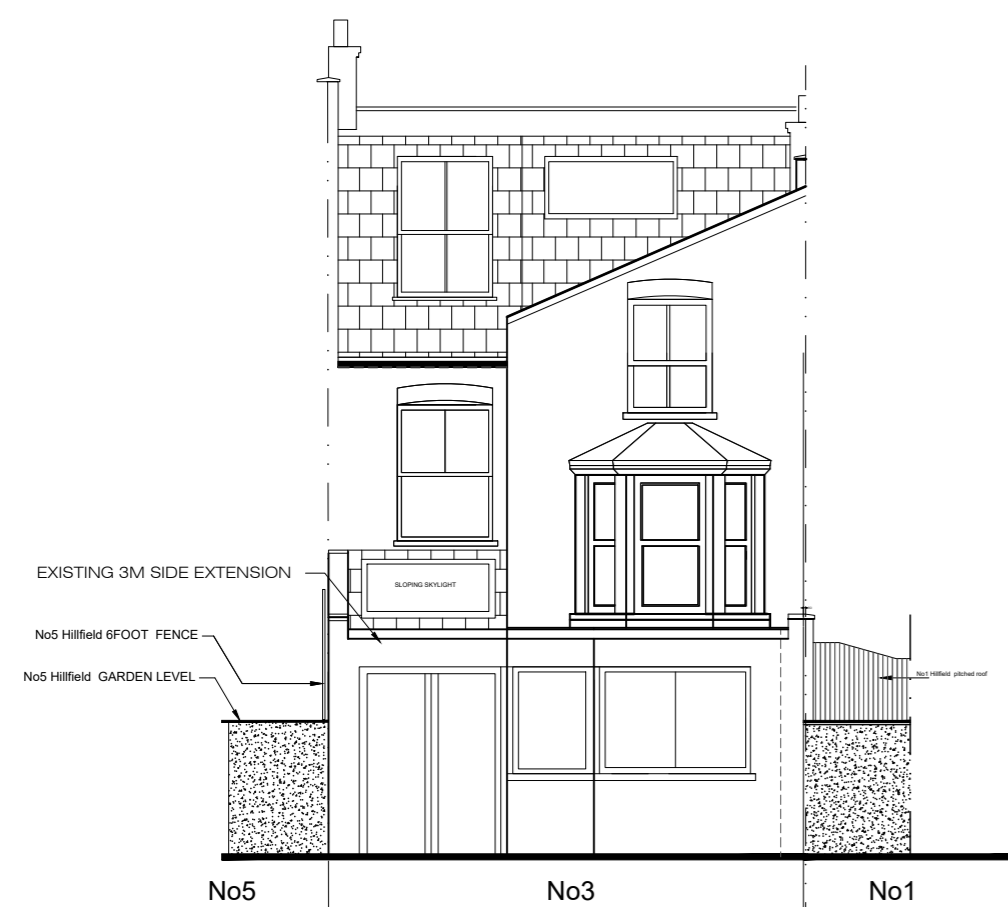 SLOPING SKYLIGHT
EXISTING 3M SIDE EXTENSION
No5 Hillfield 6FOOT FENCE
No5 Hillfield GARDEN LEVEL
No1 Hillfield pitched roof
No5
No3
No1